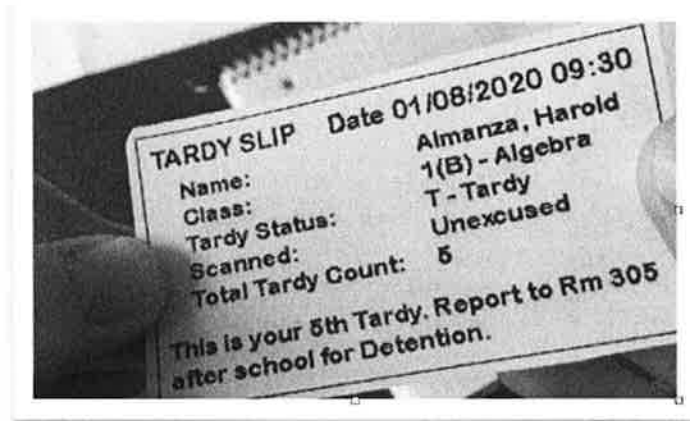 TARDY SLIP Date 01/08/2020 09:30
Name: Almanza, Harold
Class: 1(B) - Algebra
Tardy Status: T - Tardy
Scanned: Unexcused
Total Tardy Count: 5
This is your 5th Tardy. Report to Rm 305
after school for Detention.